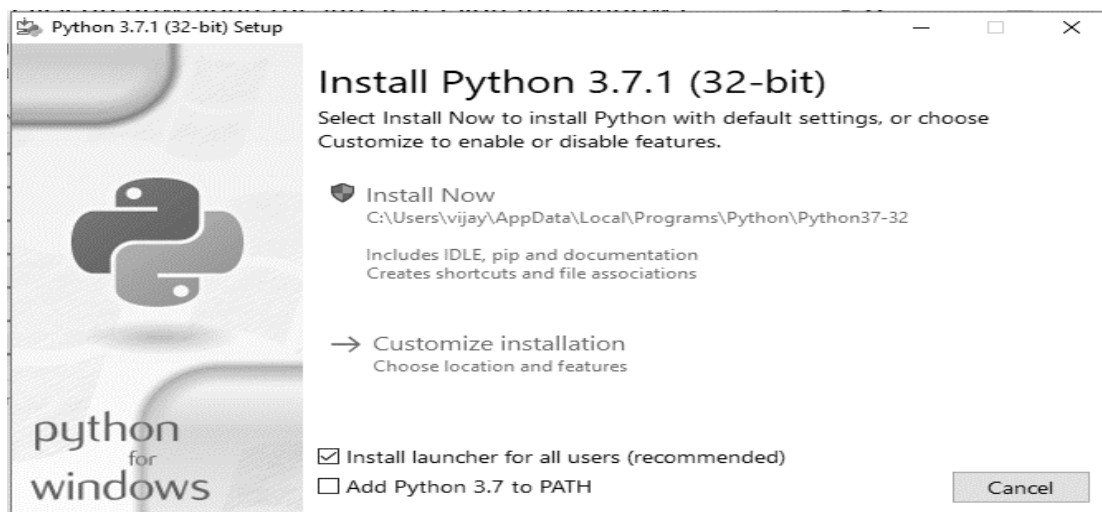 Python 3.7.1 (32-bit) Setup
Install Python 3.7.1 (32-bit)
Select Install Now to install Python with default settings, or choose
Customize to enable or disable features.
Install Now
C:\Users\vijay\AppData\Local\Programs\Python\Python37-32
Includes IDLE, pip and documentation
Creates shortcuts and file associations
Customize installation
Choose location and features
python
for
windows
Install launcher for all users (recommended)
Add Python 3.7 to PATH
Cancel